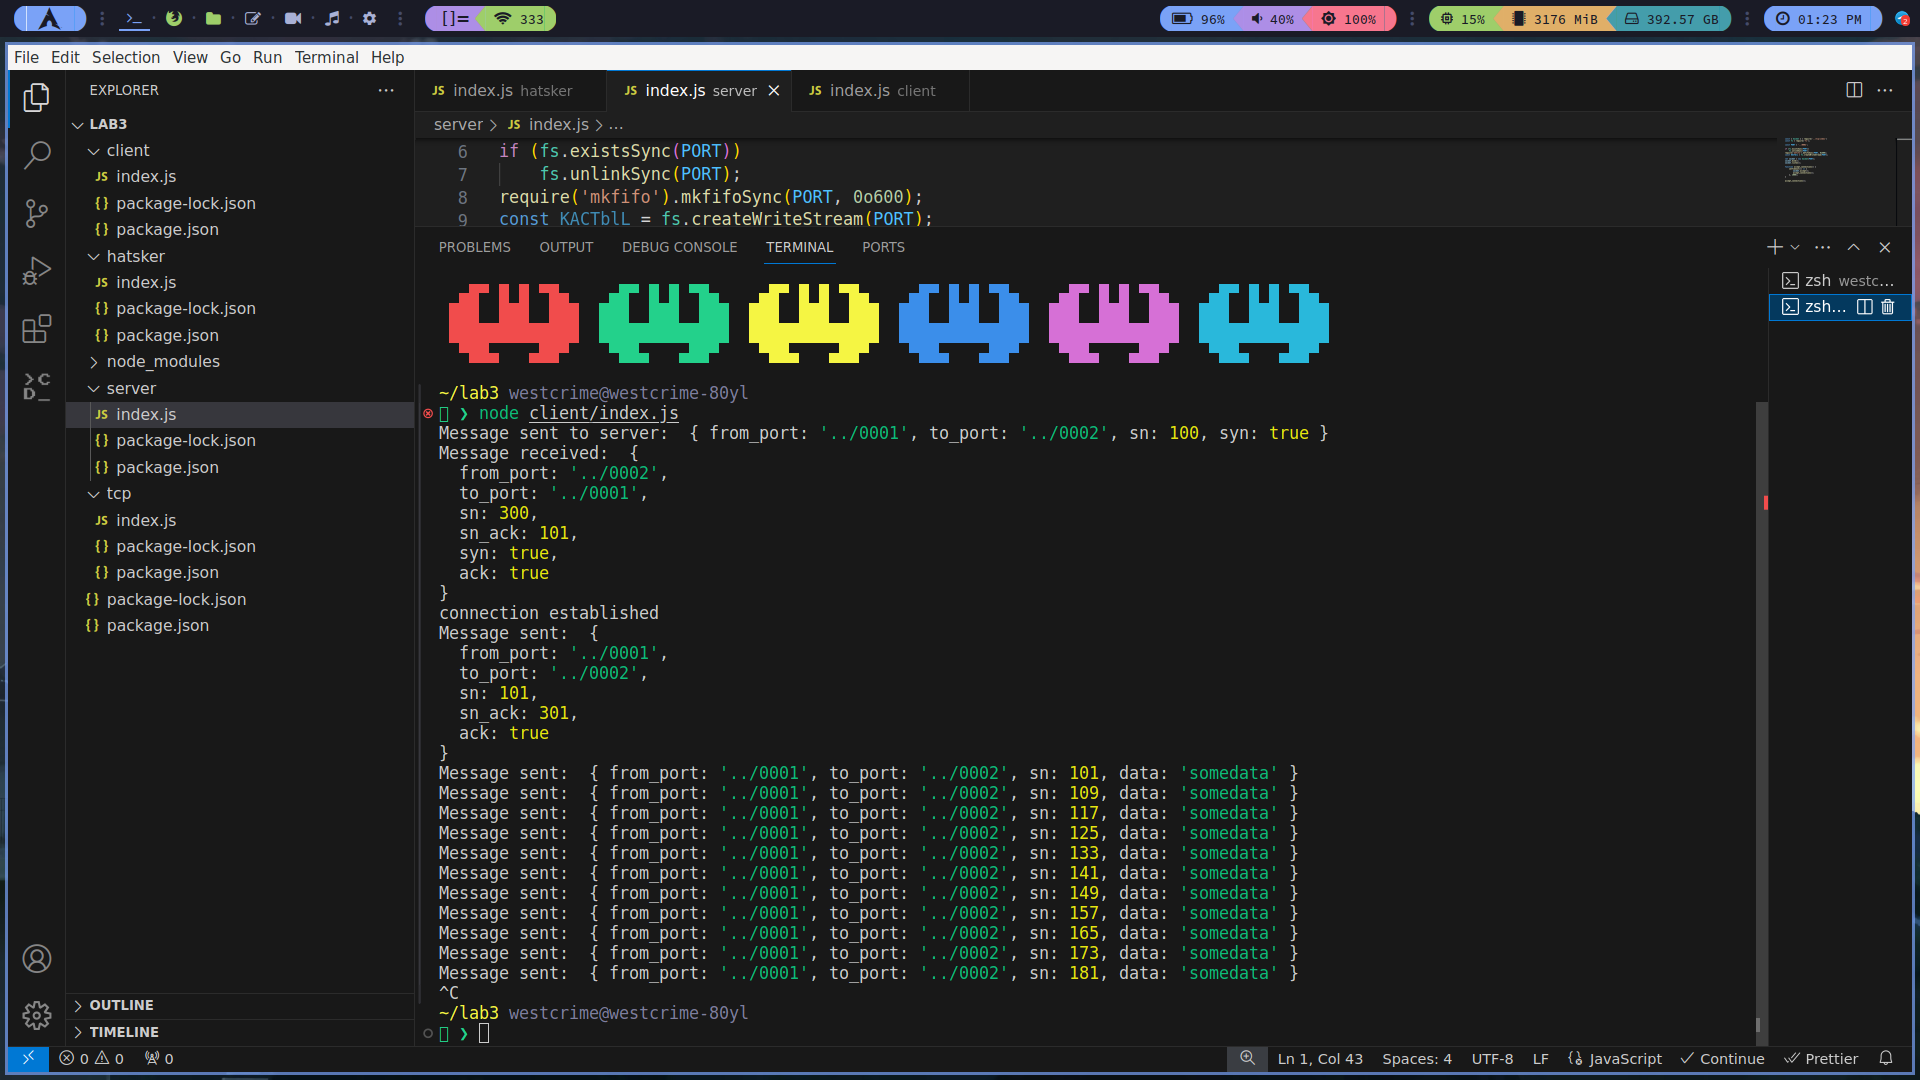 []= 333
96% 40% 100%
15% 3176 MiB 392.57 GB
01:23 PM
2
File Edit Selection View Go Run Terminal Help
EXPLORER
LAB3
client
JS index.js
{} package-lock.json
{} package.json
hatsker
JS index.js
{} package-lock.json
{} package.json
node_modules
server
JS index.js
{} package-lock.json
{} package.json
tcp
JS index.js
{} package-lock.json
{} package.json
{} package-lock.json
{} package.json
OUTLINE
TIMELINE
JS index.js hatsker
JS index.js server
JS index.js client
server > JS index.js > ...
6 if (fs.existsSync(PORT))
7 fs.unlinkSync(PORT);
8 require('mkfifo').mkfifoSync(PORT, 0o600);
9 const KACTblL = fs.createWriteStream(PORT);
PROBLEMS OUTPUT DEBUG CONSOLE TERMINAL PORTS
zsh westc...
zsh...
~/lab3 westcrime@westcrime-80yl
❯ node client/index.js
Message sent to server:  { from_port: '../0001', to_port: '../0002', sn: 100, syn: true }
Message received:  {
from_port: '../0002',
to_port: '../0001',
sn: 300,
sn_ack: 101,
syn: true,
ack: true
}
connection established
Message sent:  {
from_port: '../0001',
to_port: '../0002',
sn: 101,
sn_ack: 301,
ack: true
}
Message sent:  { from_port: '../0001', to_port: '../0002', sn: 101, data: 'somedata' }
Message sent:  { from_port: '../0001', to_port: '../0002', sn: 109, data: 'somedata' }
Message sent:  { from_port: '../0001', to_port: '../0002', sn: 117, data: 'somedata' }
Message sent:  { from_port: '../0001', to_port: '../0002', sn: 125, data: 'somedata' }
Message sent:  { from_port: '../0001', to_port: '../0002', sn: 133, data: 'somedata' }
Message sent:  { from_port: '../0001', to_port: '../0002', sn: 141, data: 'somedata' }
Message sent:  { from_port: '../0001', to_port: '../0002', sn: 149, data: 'somedata' }
Message sent:  { from_port: '../0001', to_port: '../0002', sn: 157, data: 'somedata' }
Message sent:  { from_port: '../0001', to_port: '../0002', sn: 165, data: 'somedata' }
Message sent:  { from_port: '../0001', to_port: '../0002', sn: 173, data: 'somedata' }
Message sent:  { from_port: '../0001', to_port: '../0002', sn: 181, data: 'somedata' }
^C
~/lab3 westcrime@westcrime-80yl
❯
0 0 0
Ln 1, Col 43 Spaces: 4 UTF-8 LF JavaScript Continue Prettier